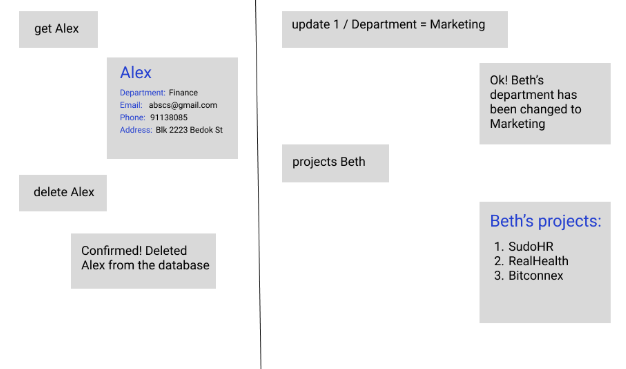 get Alex
Alex
Department: Finance
Email: abscs@gmail.com
Phone: 91138085
Address: Blk 2223 Bedok St
delete Alex
Confirmed! Deleted
Alex from the database
update 1 / Department = Marketing
Ok! Beth's
department has
been changed to
Marketing
projects Beth
Beth's projects:
1. SudoHR
2. RealHealth
3. Bitconnex